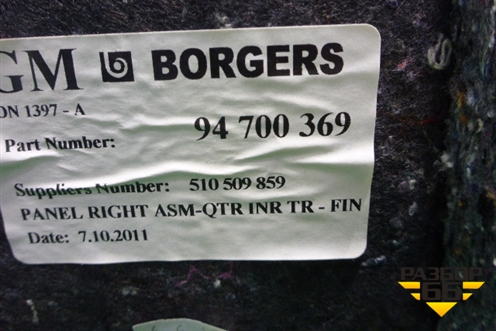 GM BORGERS
ON 1397 - A
Part Number: 94 700 369
Suppliers Number: 510 509 859
PANEL RIGHT ASM-QTR INR TR - FIN
Date: 7.10.2011
РАЗБОР
66